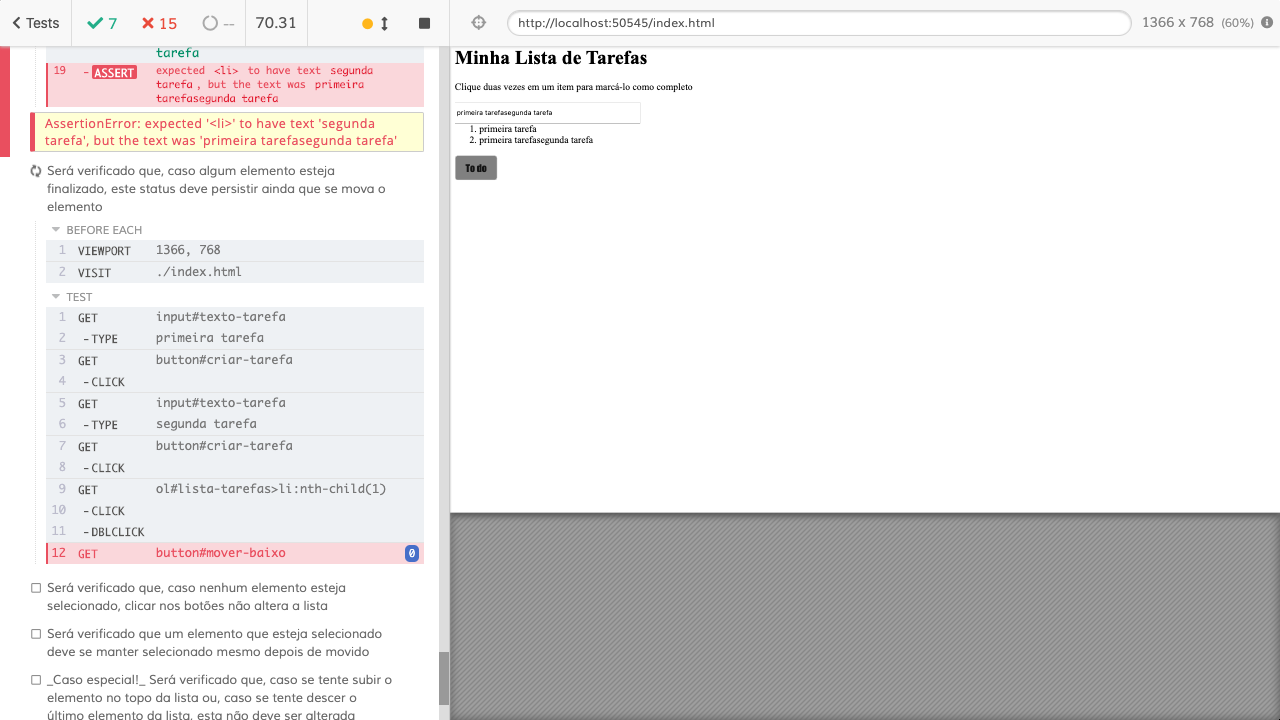 Tests
7
15
--
70.31
http://localhost:50545/index.html
1366 x 768 (60%)
tarefa
19 -ASSERT expected <li> to have text segunda
tarefa, but the text was primeira
tarefasegunda tarefa
AssertionError: expected '<li>' to have text 'segunda
tarefa', but the text was 'primeira tarefasegunda tarefa'
Será verificado que, caso algum elemento esteja
finalizado, este status deve persistir ainda que se mova o
elemento
BEFORE EACH
1 VIEWPORT 1366, 768
2 VISIT ./index.html
TEST
1 GET input#texto-tarefa
2 -TYPE primeira tarefa
3 GET button#criar-tarefa
4 -CLICK
5 GET input#texto-tarefa
6 -TYPE segunda tarefa
7 GET button#criar-tarefa
8 -CLICK
9 GET ol#lista-tarefas>li:nth-child(1)
10 -CLICK
11 -DBLCLICK
12 GET button#mover-baixo 0
Será verificado que, caso nenhum elemento esteja
selecionado, clicar nos botões não altera a lista
Será verificado que um elemento que esteja selecionado
deve se manter selecionado mesmo depois de movido
_Caso especial!_ Será verificado que, caso se tente subir o
elemento no topo da lista ou, caso se tente descer o
último elemento da lista, esta não deve ser alterada
Minha Lista de Tarefas
Clique duas vezes em um item para marcá-lo como completo
primeira tarefasegunda tarefa
1. primeira tarefa
2. primeira tarefasegunda tarefa
To do